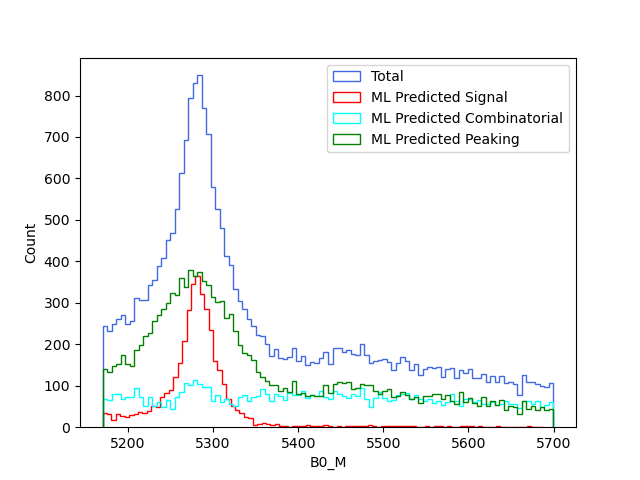 Total
ML Predicted Signal
ML Predicted Combinatorial
ML Predicted Peaking
800
700
600
500
400
300
200
100
0
Count
5200 5300 5400 5500 5600 5700
B0_M